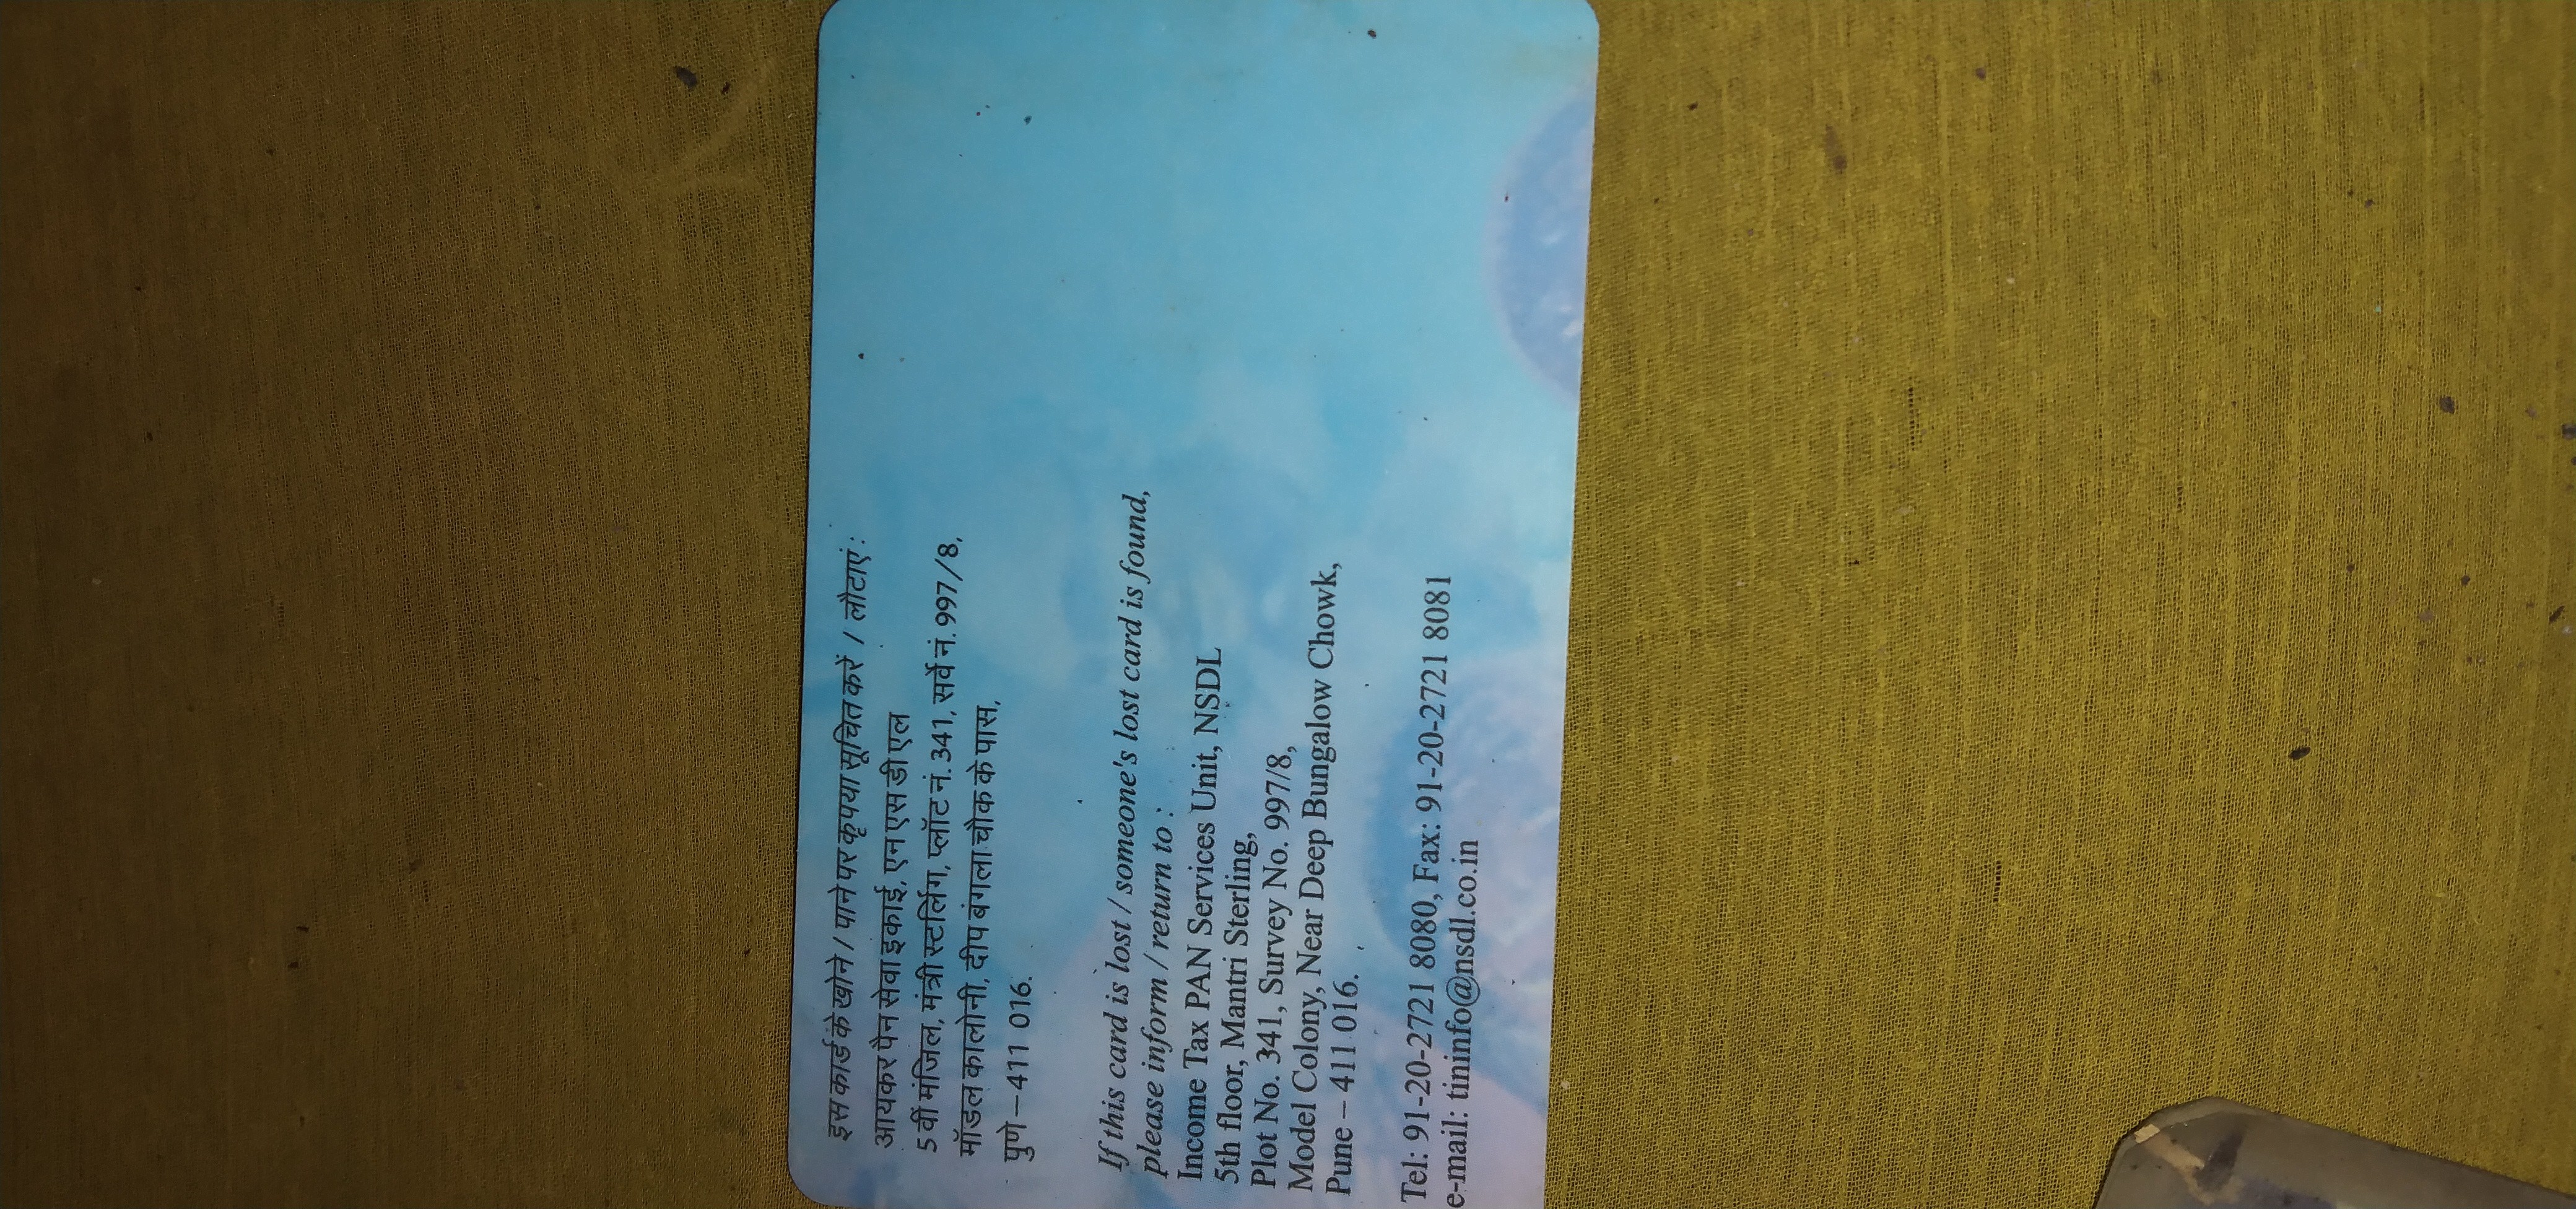 इस कार्ड के खोने / पाने पर कृपया सुचित करें / लौटाएं :
आयकर पैन सेवा इकाई, एन एस डी एल
5 वीं मंजिल, मंत्री स्टर्लिंग, प्लॉट नं. 341, सर्वे नं. 997/8,
मॉडल कालोनी, दीप बंगला चौक के पास,
पुणे – 411 016.
If this card is lost / someone's lost card is found,
please inform / return to :
Income Tax PAN Services Unit, NSDL
5th floor, Mantri Sterling,
Plot No. 341, Survey No. 997/8,
Model Colony, Near Deep Bungalow Chowk,
Pune – 411 016.
Tel: 91-20-2721 8080, Fax: 91-20-2721 8081
e-mail: tininfo@nsdl.co.in